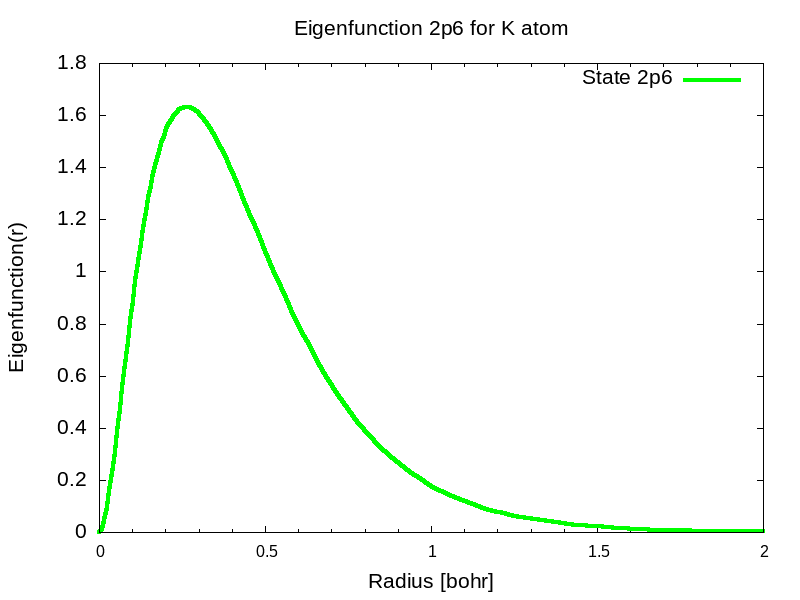 Eigenfunction 2p6 for K atom
State 2p6
1.8
1.6
1.4
1.2
1
0.8
0.6
0.4
0.2
0
Eigenfunction(r)
0 0.5 1 1.5 2
Radius [bohr]